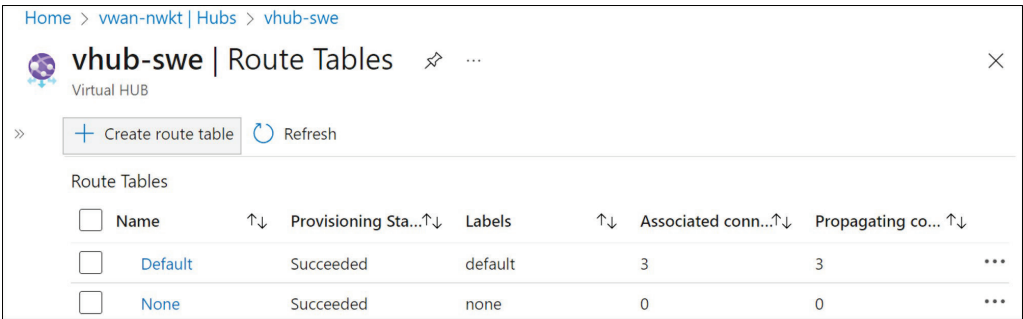 Home > vwan-nwkt | Hubs > vhub-swe
vhub-swe | Route Tables
Virtual HUB
Create route table Refresh
Route Tables
Name Provisioning Sta... Labels Associated conn... Propagating co...
Default Succeeded default 3 3
None Succeeded none 0 0